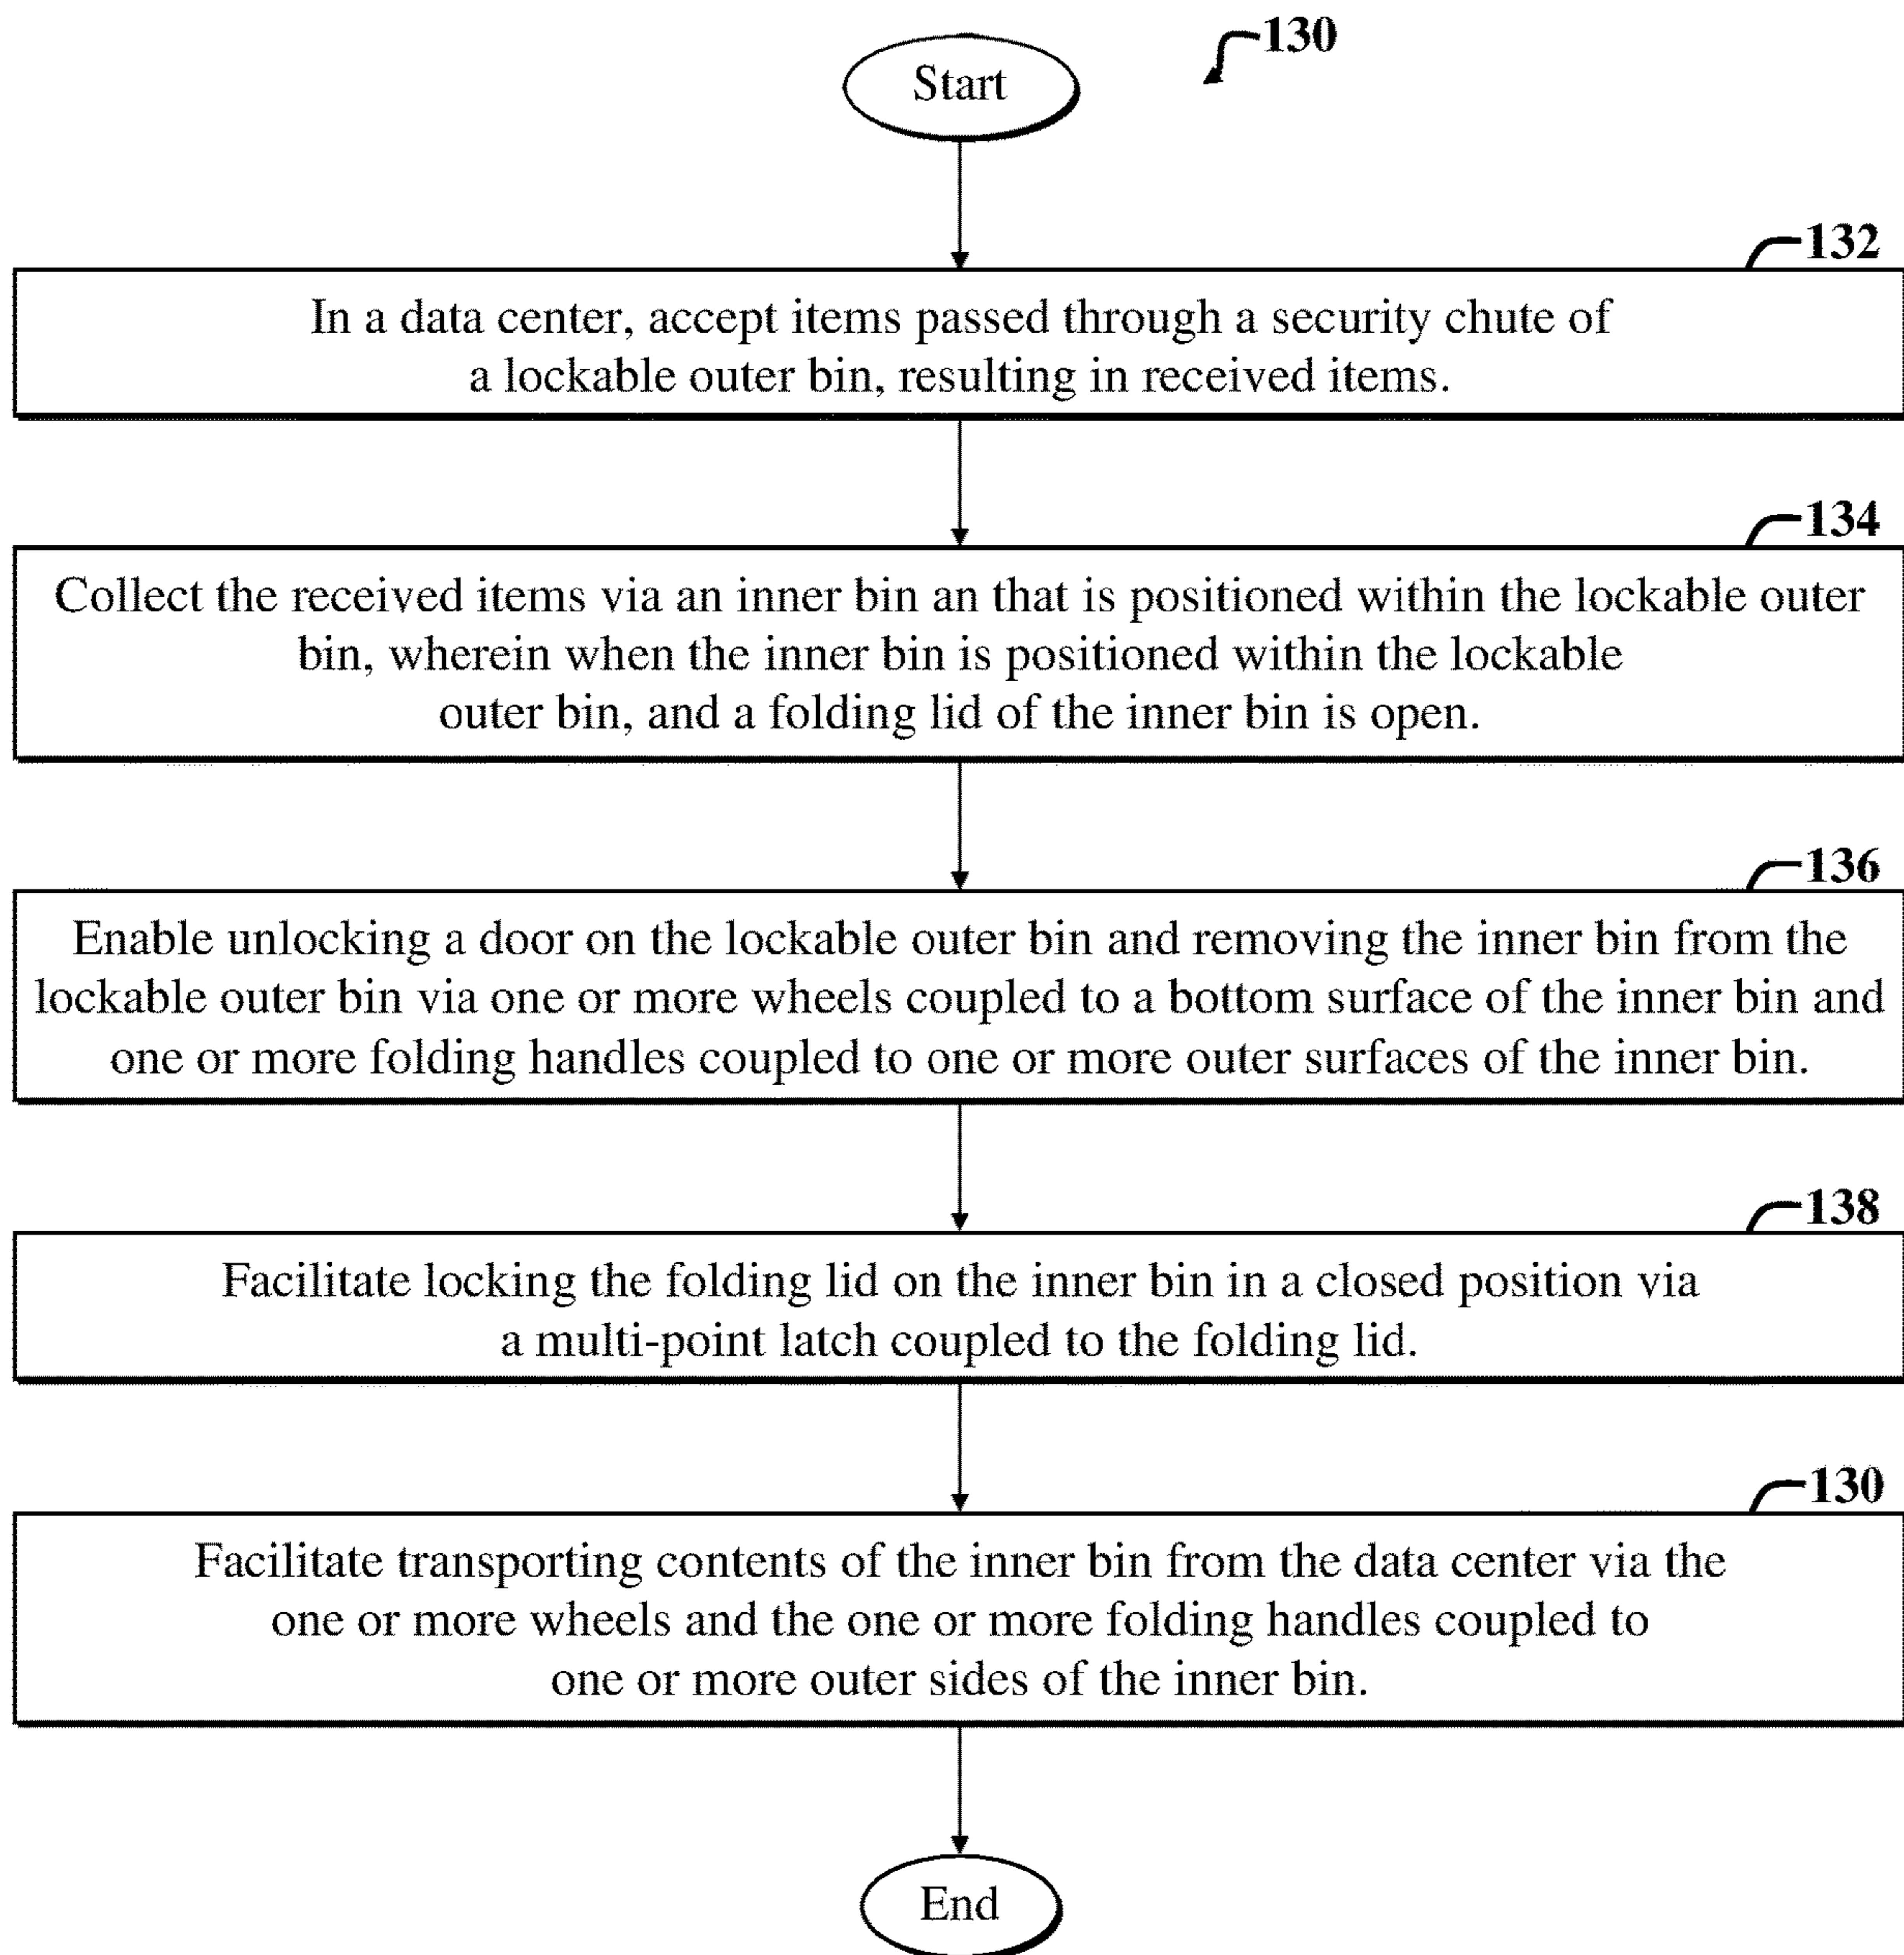 Start
130
132
In a data center, accept items passed through a security chute of
a lockable outer bin, resulting in received items.
134
Collect the received items via an inner bin an that is positioned within the lockable outer
bin, wherein when the inner bin is positioned within the lockable
outer bin, and a folding lid of the inner bin is open.
136
Enable unlocking a door on the lockable outer bin and removing the inner bin from the
lockable outer bin via one or more wheels coupled to a bottom surface of the inner bin and
one or more folding handles coupled to one or more outer surfaces of the inner bin.
138
Facilitate locking the folding lid on the inner bin in a closed position via
a multi-point latch coupled to the folding lid.
130
Facilitate transporting contents of the inner bin from the data center via the
one or more wheels and the one or more folding handles coupled to
one or more outer sides of the inner bin.
End